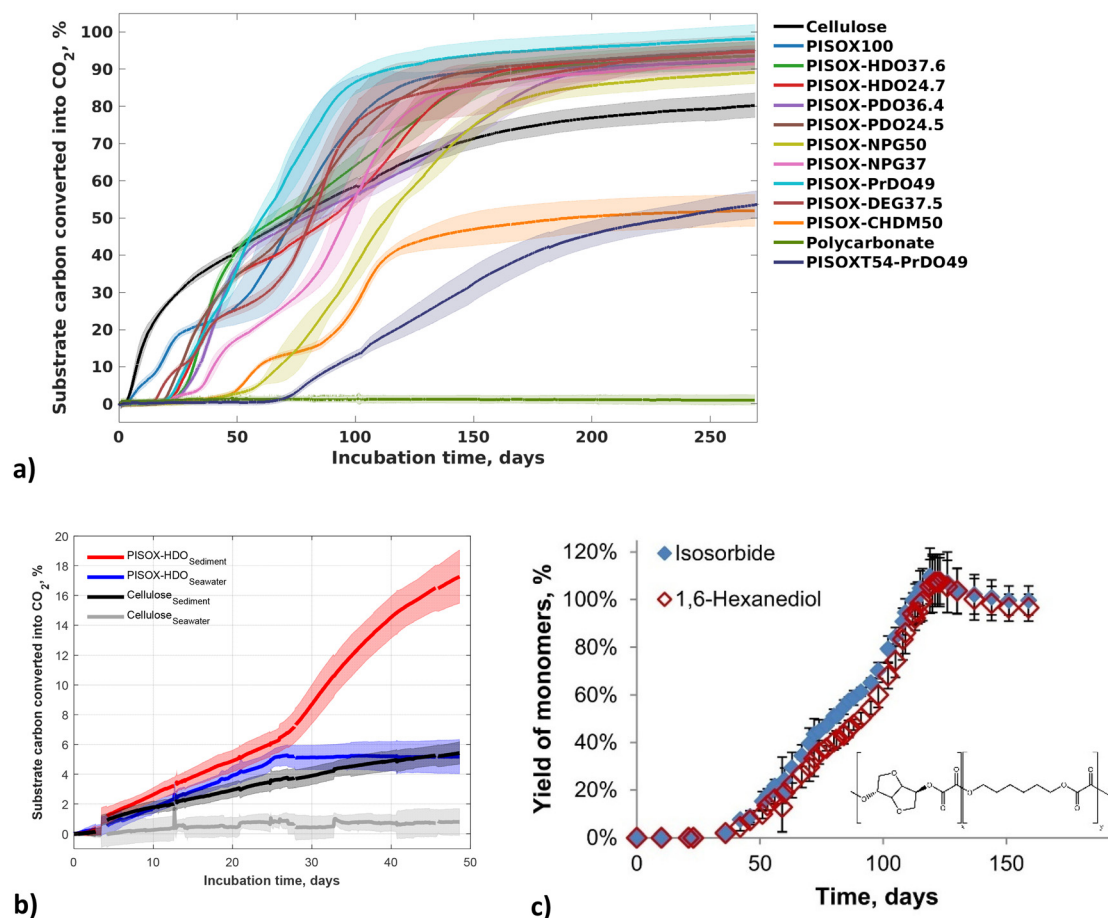 Substrate carbon converted into CO2, %
100
90
80
70
60
50
40
30
20
10
0
0 50 100 150 200 250
Incubation time, days
Cellulose
PISOX100
PISOX-HDO37.6
PISOX-HDO24.7
PISOX-PDO36.4
PISOX-PDO24.5
PISOX-NPG50
PISOX-NPG37
PISOX-PrDO49
PISOX-DEG37.5
PISOX-CHDM50
Polycarbonate
PISOXT54-PrDO49
a)
Substrate carbon converted into CO2, %
20
18
16
14
12
10
8
6
4
2
0
0 10 20 30 40 50
Incubation time, days
PISOX-HDOSediment
PISOX-HDOSeawater
CelluloseSediment
CelluloseSeawater
b)
Yield of monomers, %
120%
100%
80%
60%
40%
20%
0%
0 50 100 150
Time, days
Isosorbide
1,6-Hexanediol
c)